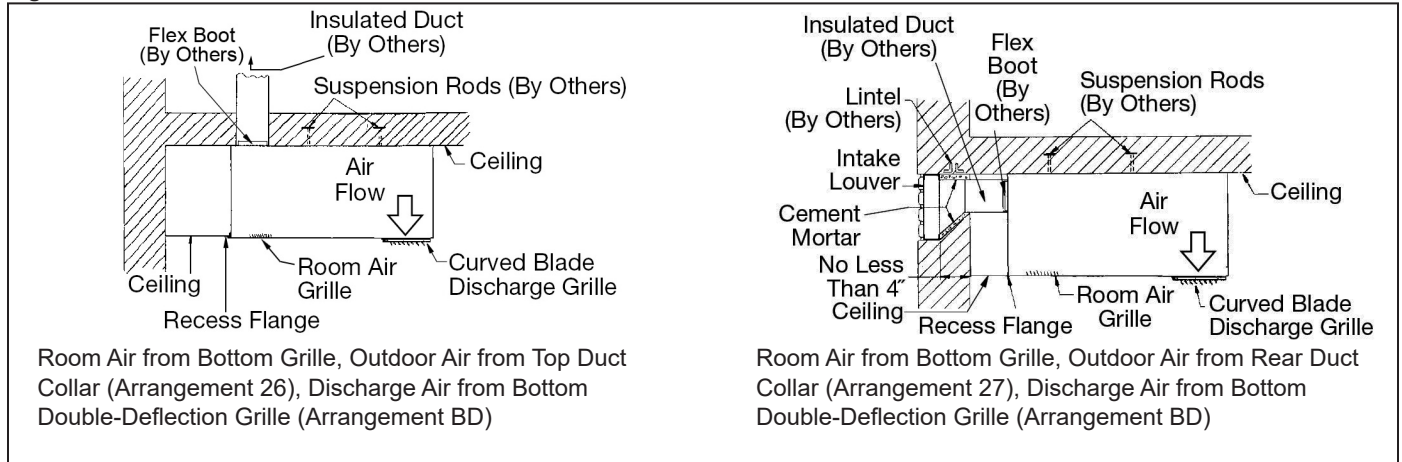 Flex Boot
(By Others)
Insulated Duct
(By Others)
Suspension Rods (By Others)
Ceiling
Air
Flow
Ceiling
Room Air
Grille
Curved Blade
Discharge Grille
Recess Flange
Room Air from Bottom Grille, Outdoor Air from Top Duct
Collar (Arrangement 26), Discharge Air from Bottom
Double-Deflection Grille (Arrangement BD)
Insulated Duct
(By Others)
Flex
Boot
(By
Others)
Suspension Rods
(By Others)
Lintel
(By Others)
Intake
Louver
Ceiling
Air
Flow
Cement
Mortar
No Less
Than 4″
Ceiling
Recess Flange
Room Air
Grille
Curved Blade
Discharge Grille
Room Air from Bottom Grille, Outdoor Air from Rear Duct
Collar (Arrangement 27), Discharge Air from Bottom
Double-Deflection Grille (Arrangement BD)